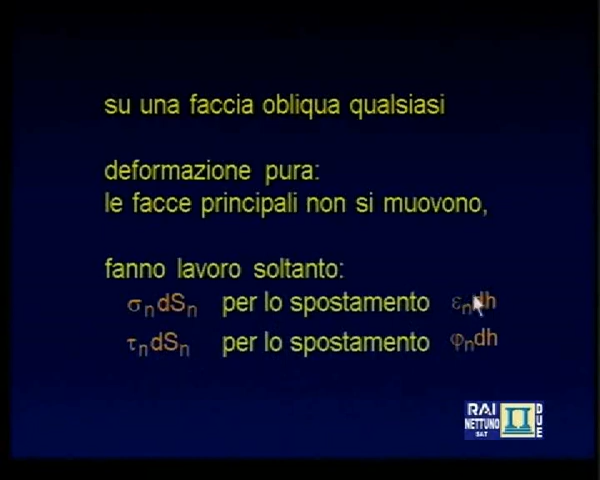 su una faccia obliqua qualsiasi
deformazione pura:
le facce principali non si muovono,
fanno lavoro soltanto:
σₙdSₙ per lo spostamento εₙdh
τₙdSₙ per lo spostamento φₙdh
RAI
NETTUNO
SAT
DUE